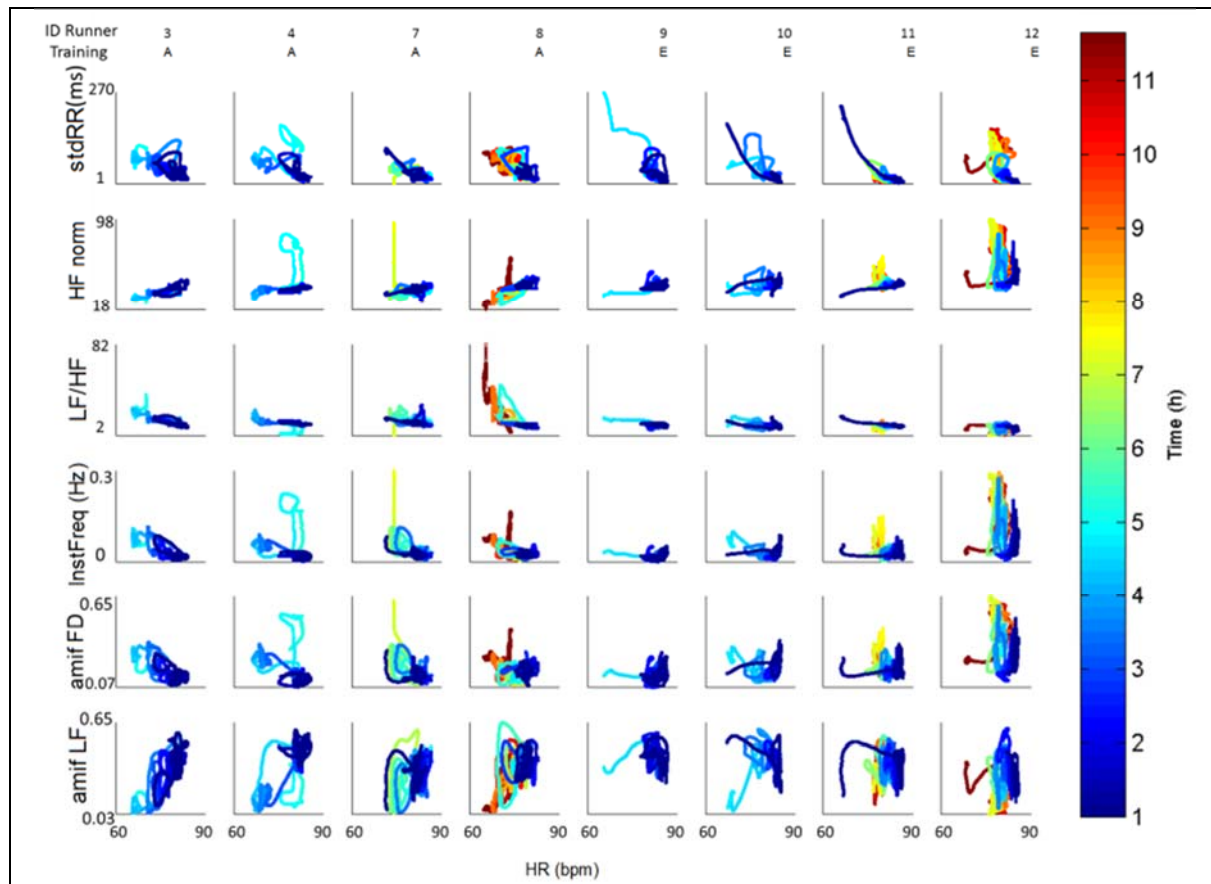 ID Runner 3 4 7 8 9 10 11 12
Training A A A A E E E E
stdRR(ms)
270
1
HF norm
98
18
LF/HF
82
2
InstFreq (Hz)
0.3
0
amif FD
0.65
0.07
amif LF
0.65
0.03
60 90 60 90 60 90 60 90 60 90 60 90 60 90 60 90
HR (bpm)
11
10
9
8
7
6
5
4
3
2
1
Time (h)